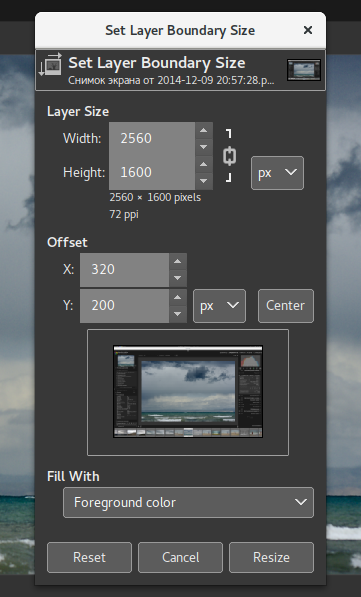 Set Layer Boundary Size
Set Layer Boundary Size
Снимок экрана от 2014-12-09 20:57:28.p...
Layer Size
Width: 2560
Height: 1600
px
2560 × 1600 pixels
72 ppi
Offset
X: 320
Y: 200
px
Center
Fill With
Foreground color
Reset
Cancel
Resize